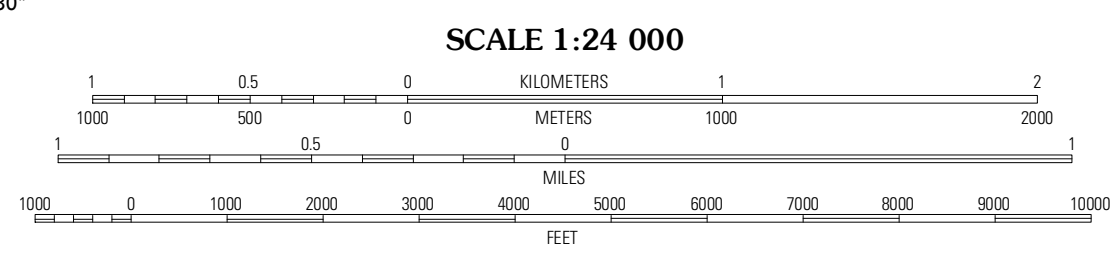 30"
SCALE 1:24 000
1 0.5 0 KILOMETERS 1 2
1000 500 0 METERS 1000 2000
1 0.5 0 1
MILES
1000 0 1000 2000 3000 4000 5000 6000 7000 8000 9000 10000
FEET